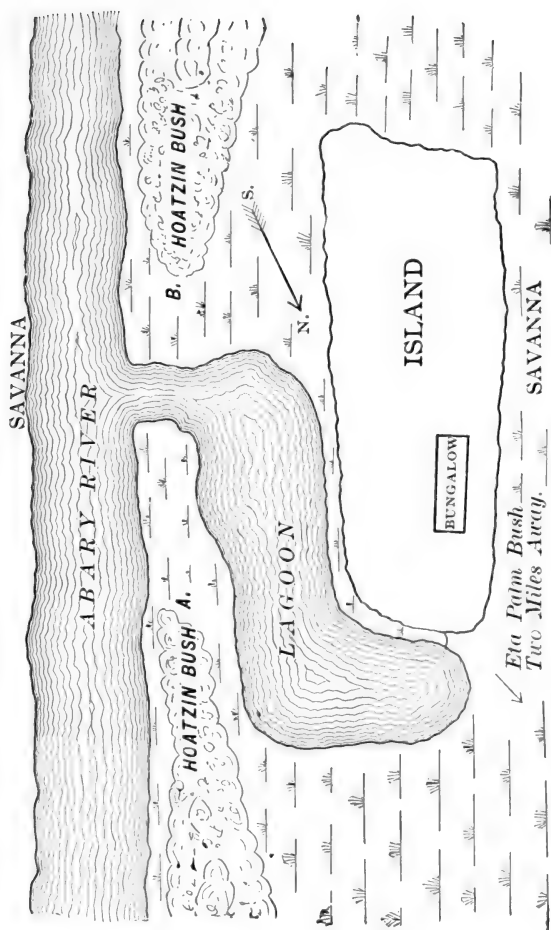 SAVANNA
ABARY RIVER
HOATZIN BUSH A.
B. HOATZIN BUSH
LAGOON
N.
S.
ISLAND
BUNGALOW
SAVANNA
Eta Palm Bush
Two Miles Away.